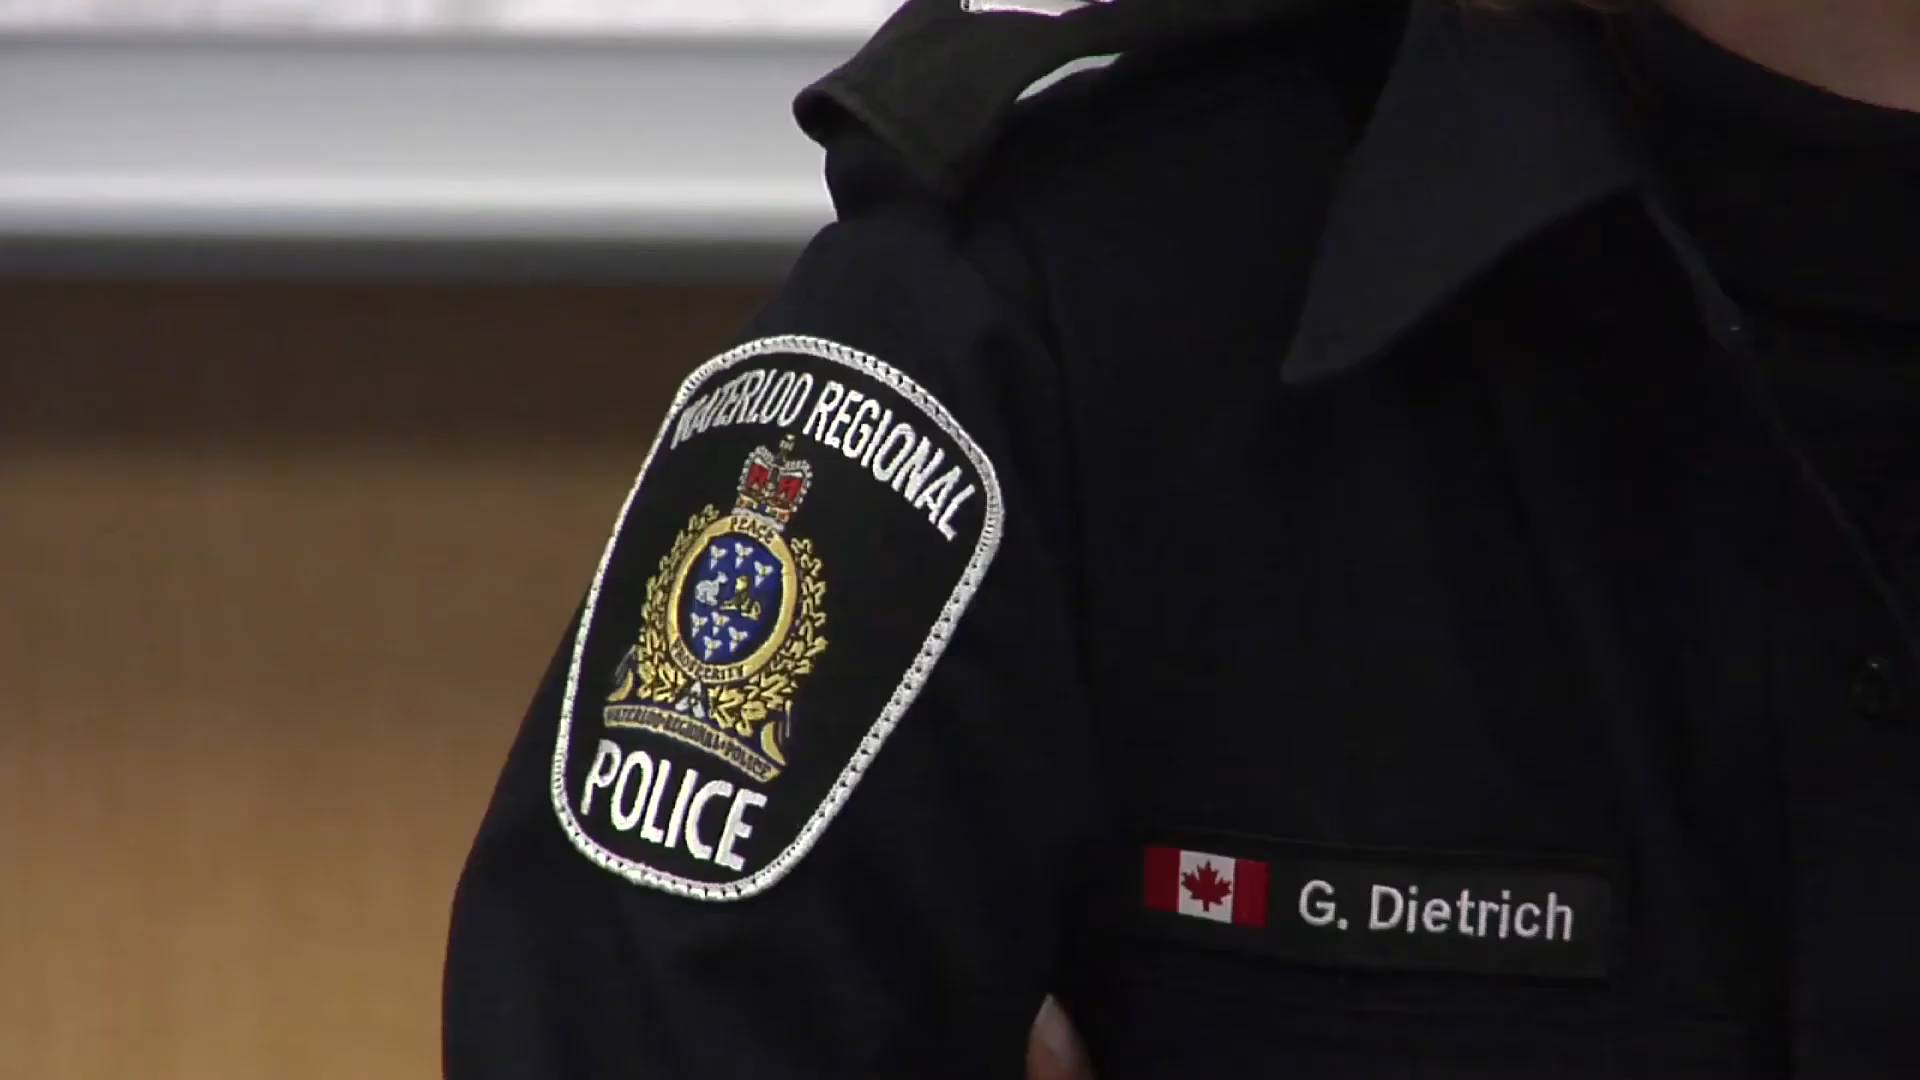 WATERLOO REGIONAL
PEACE
PROSPERITY
WATERLOO·REGIONAL·POLICE
POLICE
G. Dietrich